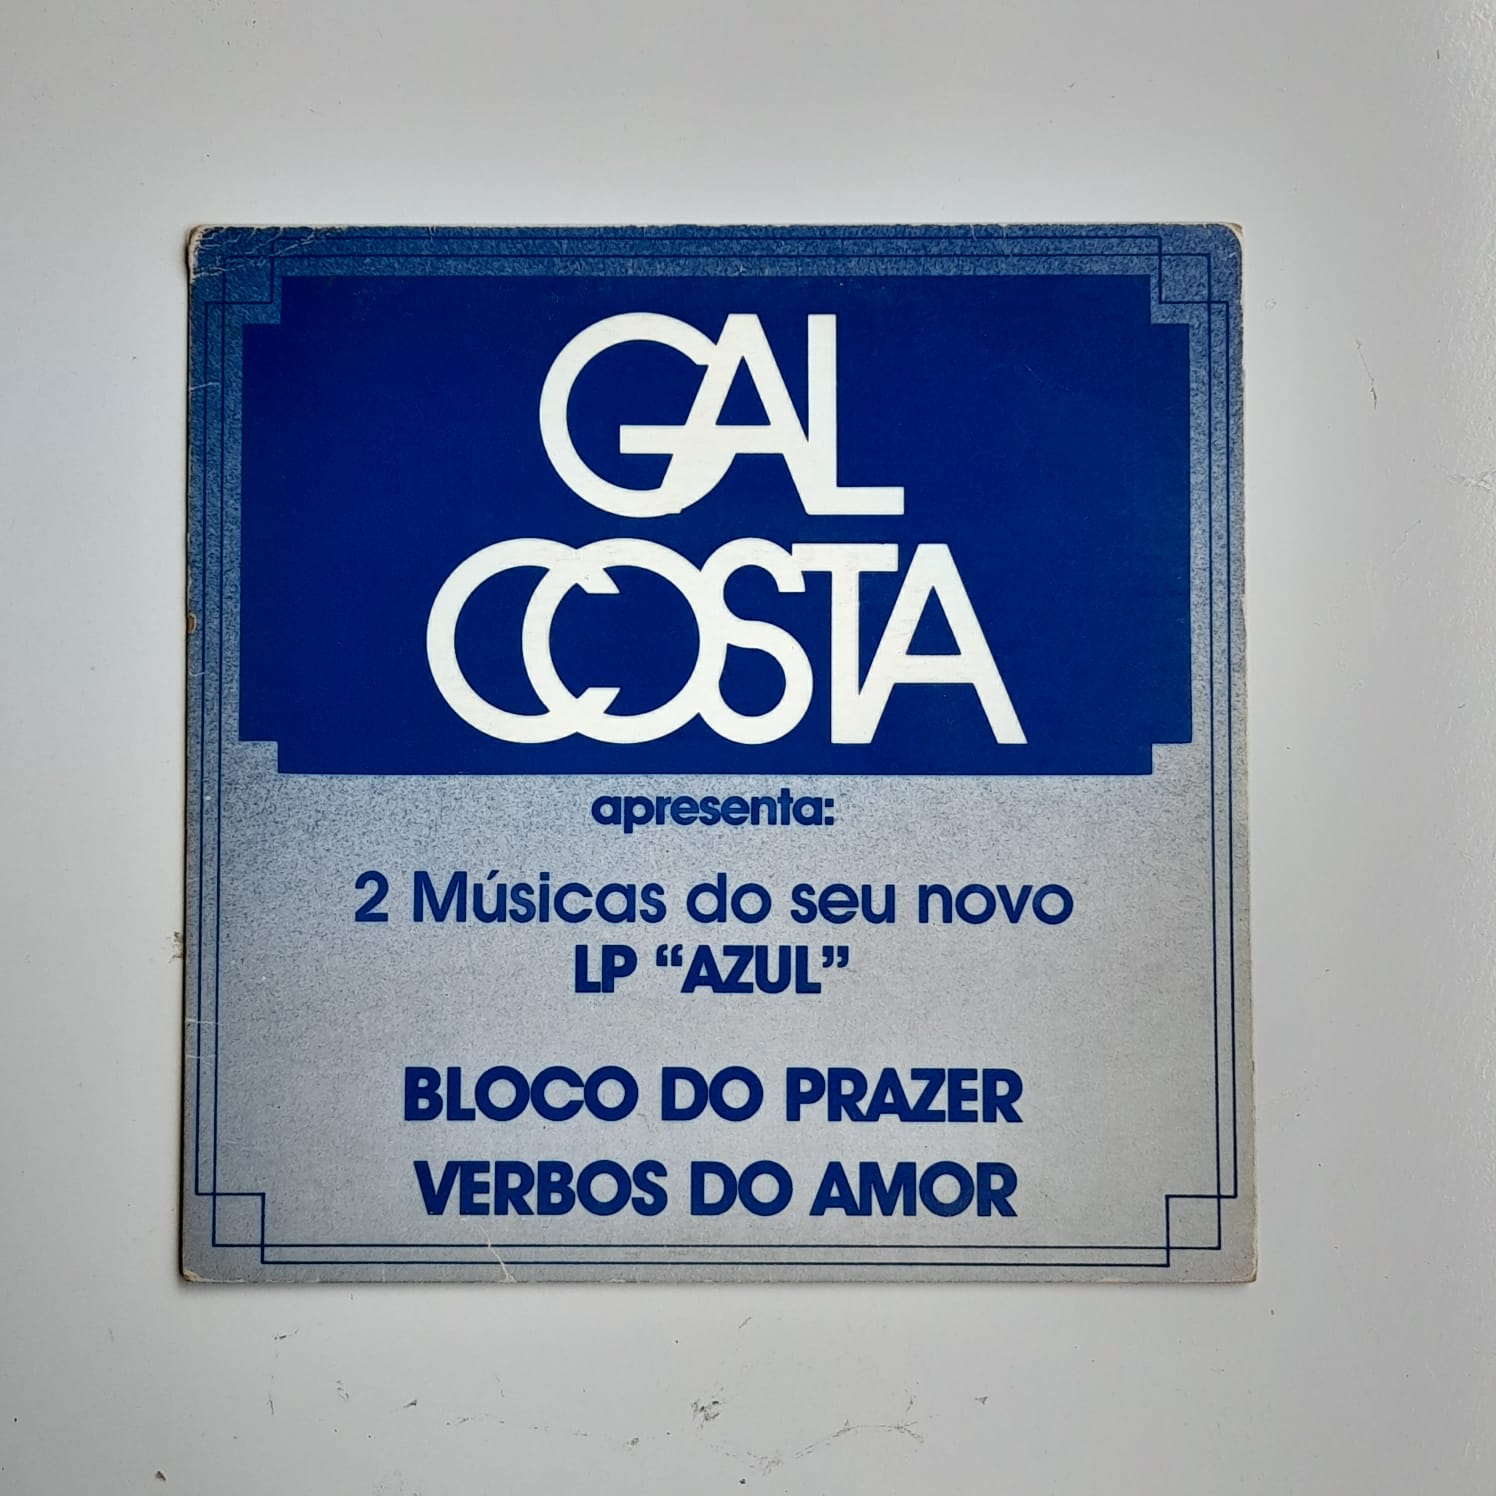 GAL
COSTA
apresenta:
2 Músicas do seu novo
LP “AZUL”
BLOCO DO PRAZER
VERBOS DO AMOR